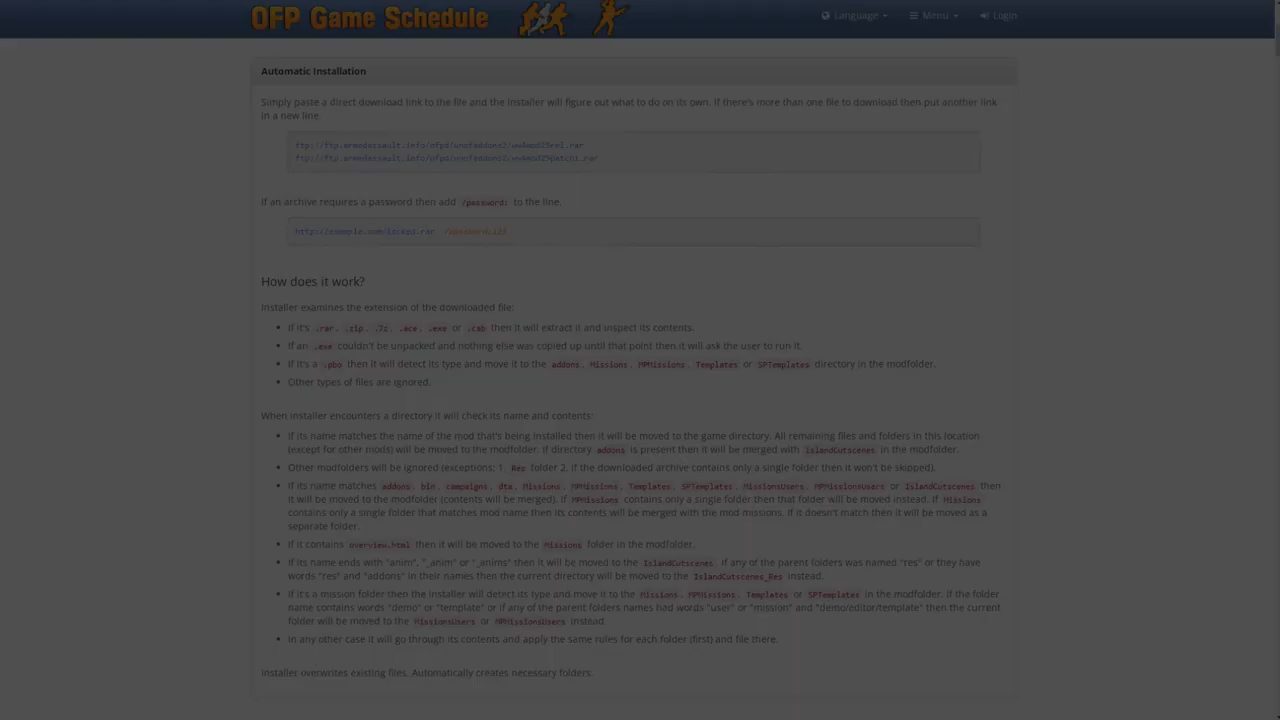 OFP Game Schedule
Language
Menu
Login
Automatic Installation
Simply paste a direct download link to the file and the installer will figure out what to do on its own. If there's more than one file to download then put another link
in a new line.
If an archive requires a password then add /password: to the line.
http://example.com/locked.rar /password:123
How does it work?
Installer examines the extension of the downloaded file:
If it's .rar, .zip, .7z, .ace, .exe or .cab then it will extract it and inspect its contents.
If an .exe couldn't be unpacked and nothing else was copied up until that point then it will ask the user to run it.
If it's a .pbo then it will detect its type and move it to the addons, Missions, MPMissions, Templates or SPTemplates directory in the modfolder.
Other types of files are ignored.
When installer encounters a directory it will check its name and contents:
If its name matches the name of the mod that's being installed then it will be moved to the game directory. All remaining files and folders in this location
(except for other mods) will be moved to the modfolder. If directory addons is present then it will be merged with IslandCutscenes in the modfolder.
Other modfolders will be ignored (exceptions: 1. Res folder 2. if the downloaded archive contains only a single folder then it won't be skipped).
If its name matches addons, bin, campaigns, dta, Missions, MPMissions, Templates, SPTemplates, MissionsUsers, MPMissionsUsers or IslandCutscenes then
it will be moved to the modfolder (contents will be merged). If MPMissions contains only a single folder then that folder will be moved instead. If Missions
contains only a single folder that matches mod name then its contents will be merged with the mod missions. If it doesn't match then it will be moved as a
separate folder.
If it contains overview.html then it will be moved to the Missions folder in the modfolder.
If its name ends with "anim", "_anim" or "_anims" then it will be moved to the IslandCutscenes. If any of the parent folders was named "res" or they have
words "res" and "addons" in their names then the current directory will be moved to the IslandCutscenes_Res instead.
If it's a mission folder then the installer will detect its type and move it to the Missions, MPMissions, Templates or SPTemplates in the modfolder. If the folder
name contains words "demo" or "template" or if any of the parent folders names had words "user" or "mission" and "demo/editor/template" then the current
folder will be moved to the MissionsUsers or MPMissionsUsers instead
In any other case it will go through its contents and apply the same rules for each folder (first) and file there.
Installer overwrites existing files. Automatically creates necessary folders.